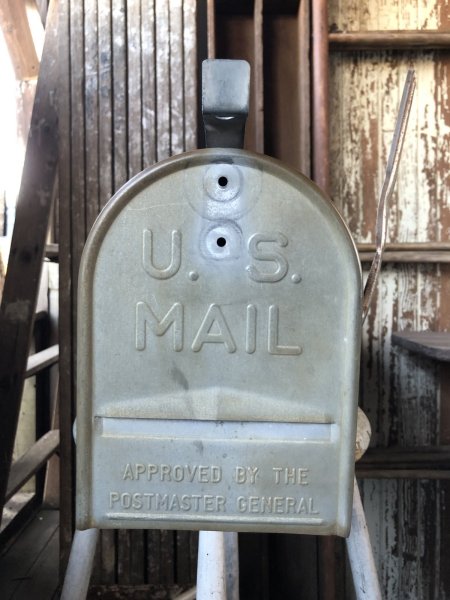 U. S.
MAIL
APPROVED BY THE
POSTMASTER GENERAL